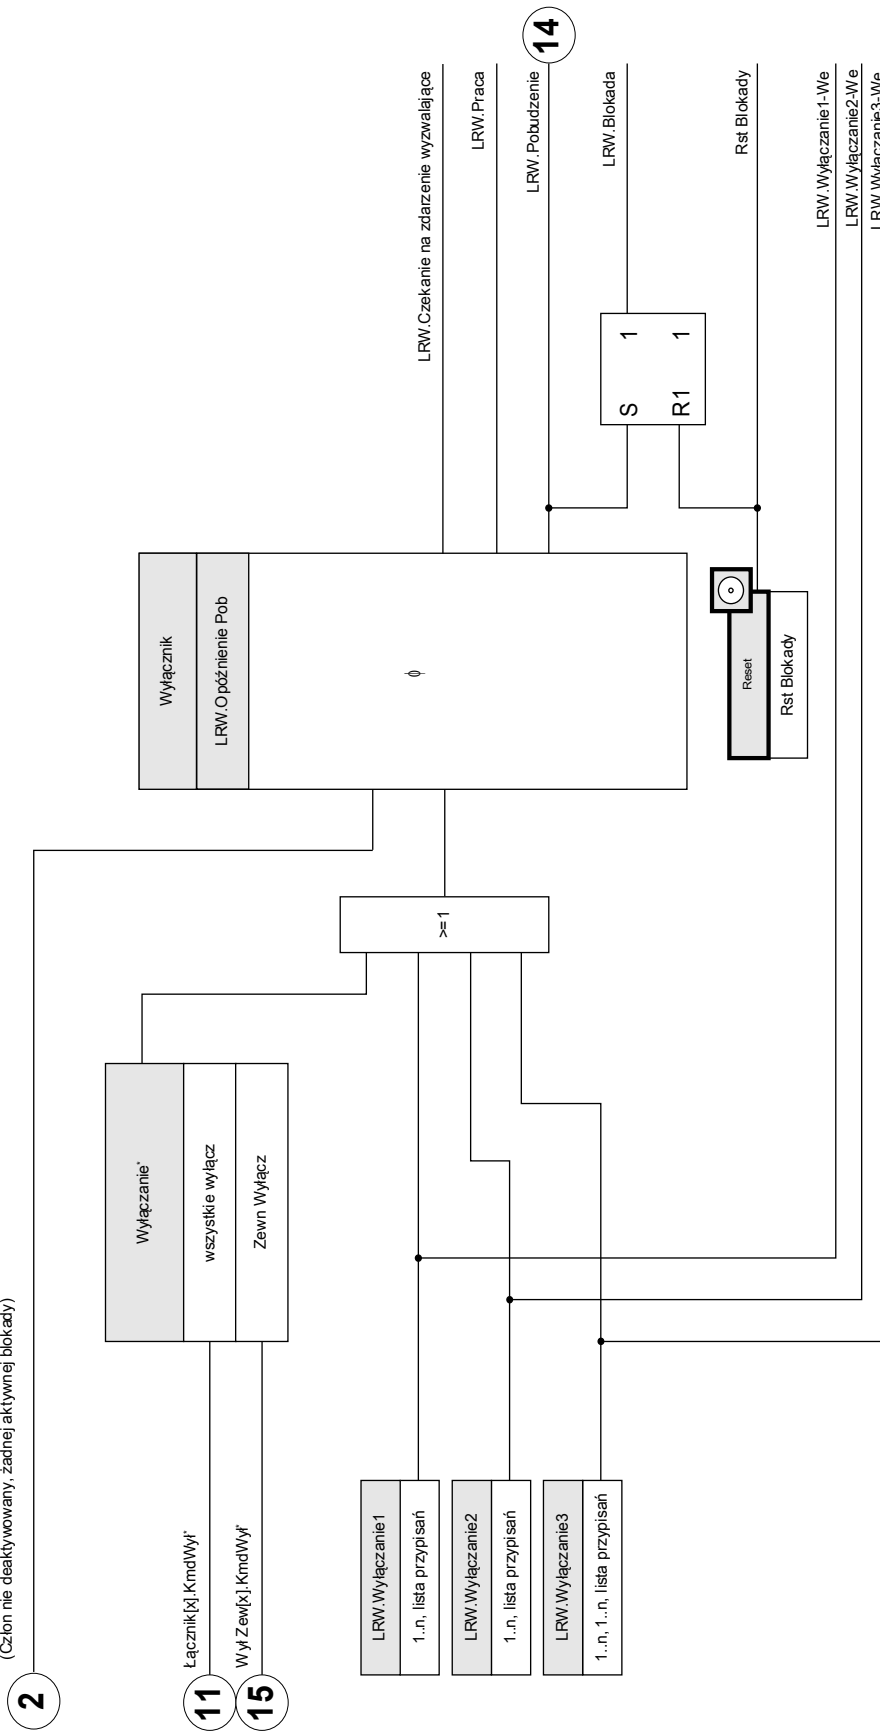 (Człon nie deaktywowany, żadnej aktywnej blokady)
2
Łącznik[x].KmdWył*
11
Wył Zew[x].KmdWył*
15
Wyłączanie*
wszystkie wyłącz
Zewn Wyłącz
LRW.Wyłączanie1
1..n, lista przypisań
LRW.Wyłączanie2
1..n, lista przypisań
LRW.Wyłączanie3
1..n, 1..n, lista przypisań
>=1
Wyłącznik
LRW.Opóźnienie Pob
φ
Reset
Rst Blokady
S 1
R1 1
LRW.Czekanie na zdarzenie wyzwalające
LRW.Praca
LRW.Pobudzenie
14
LRW.Blokada
Rst Blokady
LRW.Wyłączanie1-We
LRW.Wyłączanie2-We
LRW.Wyłączanie3-We